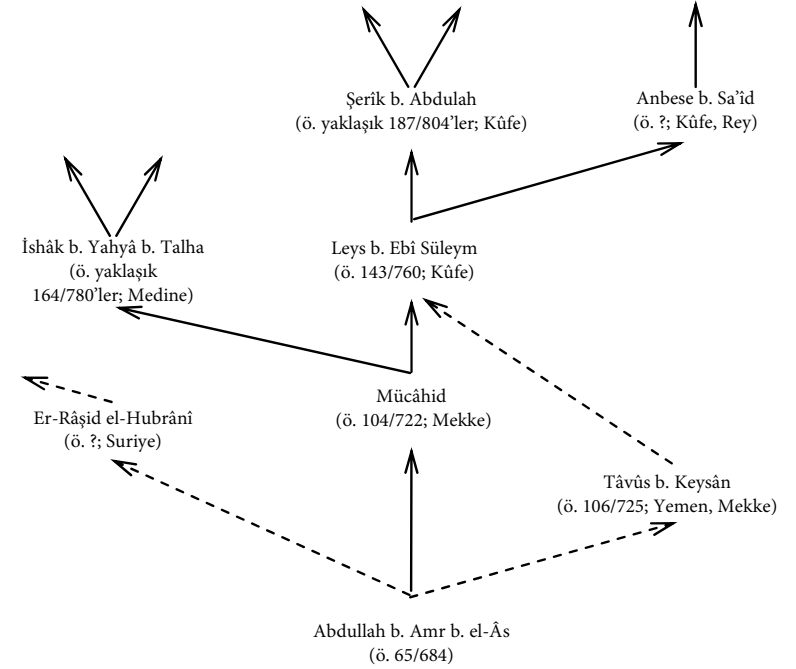 Şerîk b. Abdulah
(ö. yaklaşık 187/804’ler; Kûfe)
Anbese b. Sa’îd
(ö. ?; Kûfe, Rey)
İshâk b. Yahyâ b. Talha
(ö. yaklaşık
164/780’ler; Medine)
Leys b. Ebî Süleym
(ö. 143/760; Kûfe)
Mücâhid
(ö. 104/722; Mekke)
Er-Râşid el-Hubrânî
(ö. ?; Suriye)
Tâvûs b. Keysân
(ö. 106/725; Yemen, Mekke)
Abdullah b. Amr b. el-Âs
(ö. 65/684)